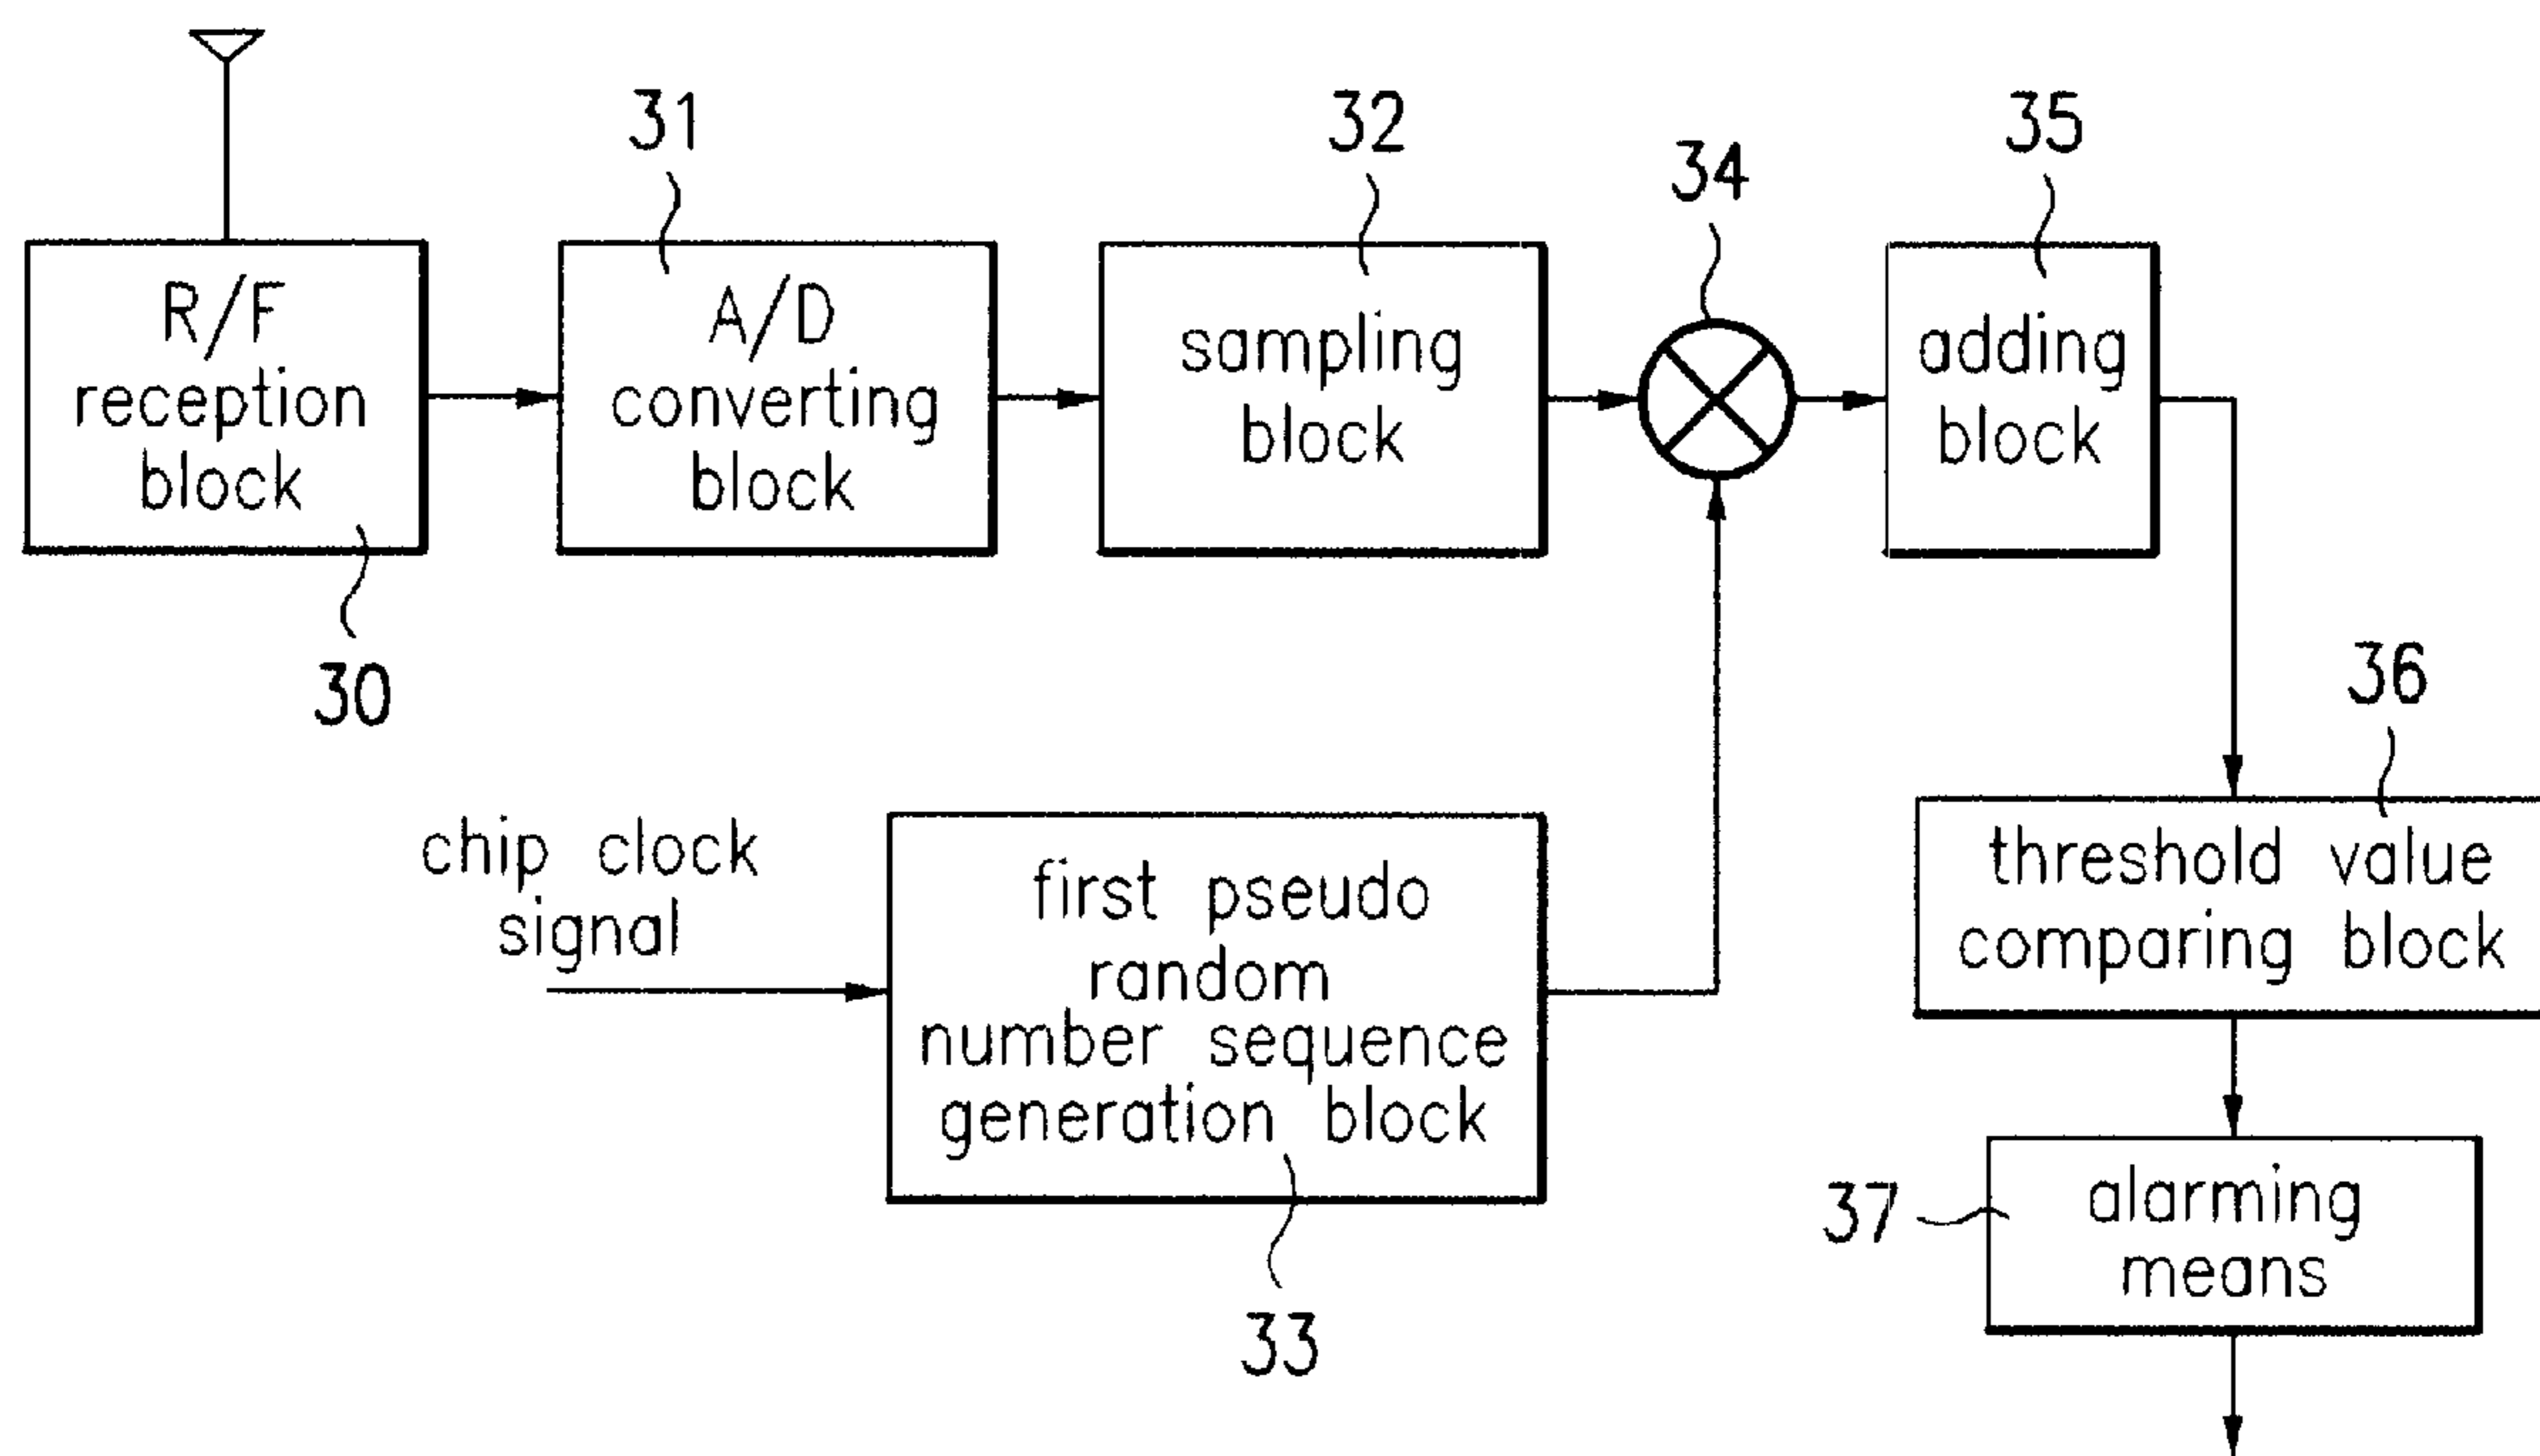 31
32
34
35
R/F
reception
block
A/D
converting
block
sampling
block
adding
block
30
36
chip clock
signal
first pseudo
random
number sequence
generation block
threshold value
comparing block
37
alarming
means
33